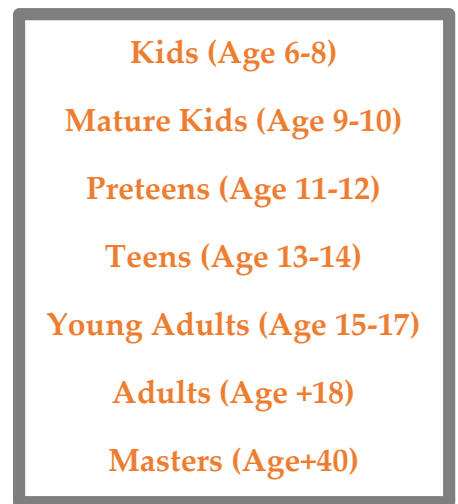 Kids (Age 6-8)
Mature Kids (Age 9-10)
Preteens (Age 11-12)
Teens (Age 13-14)
Young Adults (Age 15-17)
Adults (Age +18)
Masters (Age+40)